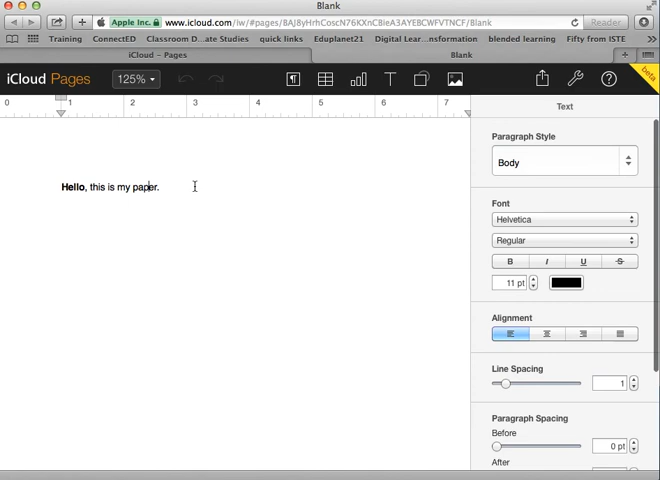 Blank
Apple Inc. www.icloud.com/iw/#pages/BAJ8yHrhCoscN76KXnCBieA3AYEBCWFVTNCF/Blank Reader
Training ConnectED Classroom D...ate Studies quick links Eduplanet21 Digital Lear...nsformation blended learning Fifty from ISTE >>
iCloud - Pages Blank +
iCloud Pages 125% T ? beta
0 1 2 3 4 5 6 7
Text
Paragraph Style
Body
Hello, this is my paper.
Font
Helvetica
Regular
B I U S
11 pt
Alignment
Line Spacing
1
Paragraph Spacing
Before
0 pt
After